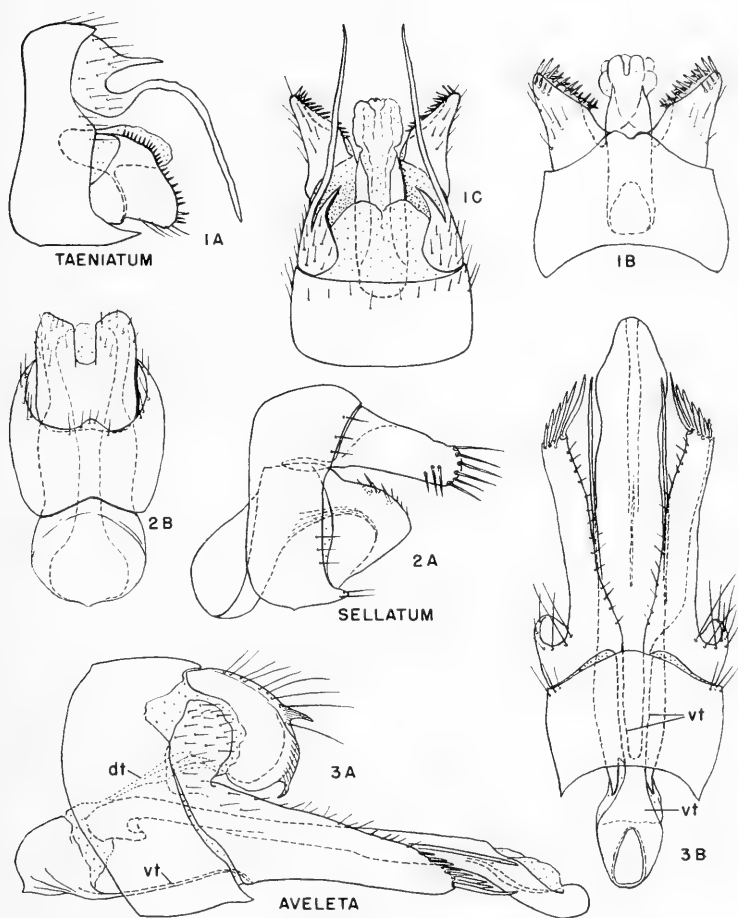 1A
TAENIATUM
1C
1B
2B
2A
SELLATUM
3A
dt
vt
AVELETA
vt
vt
3B